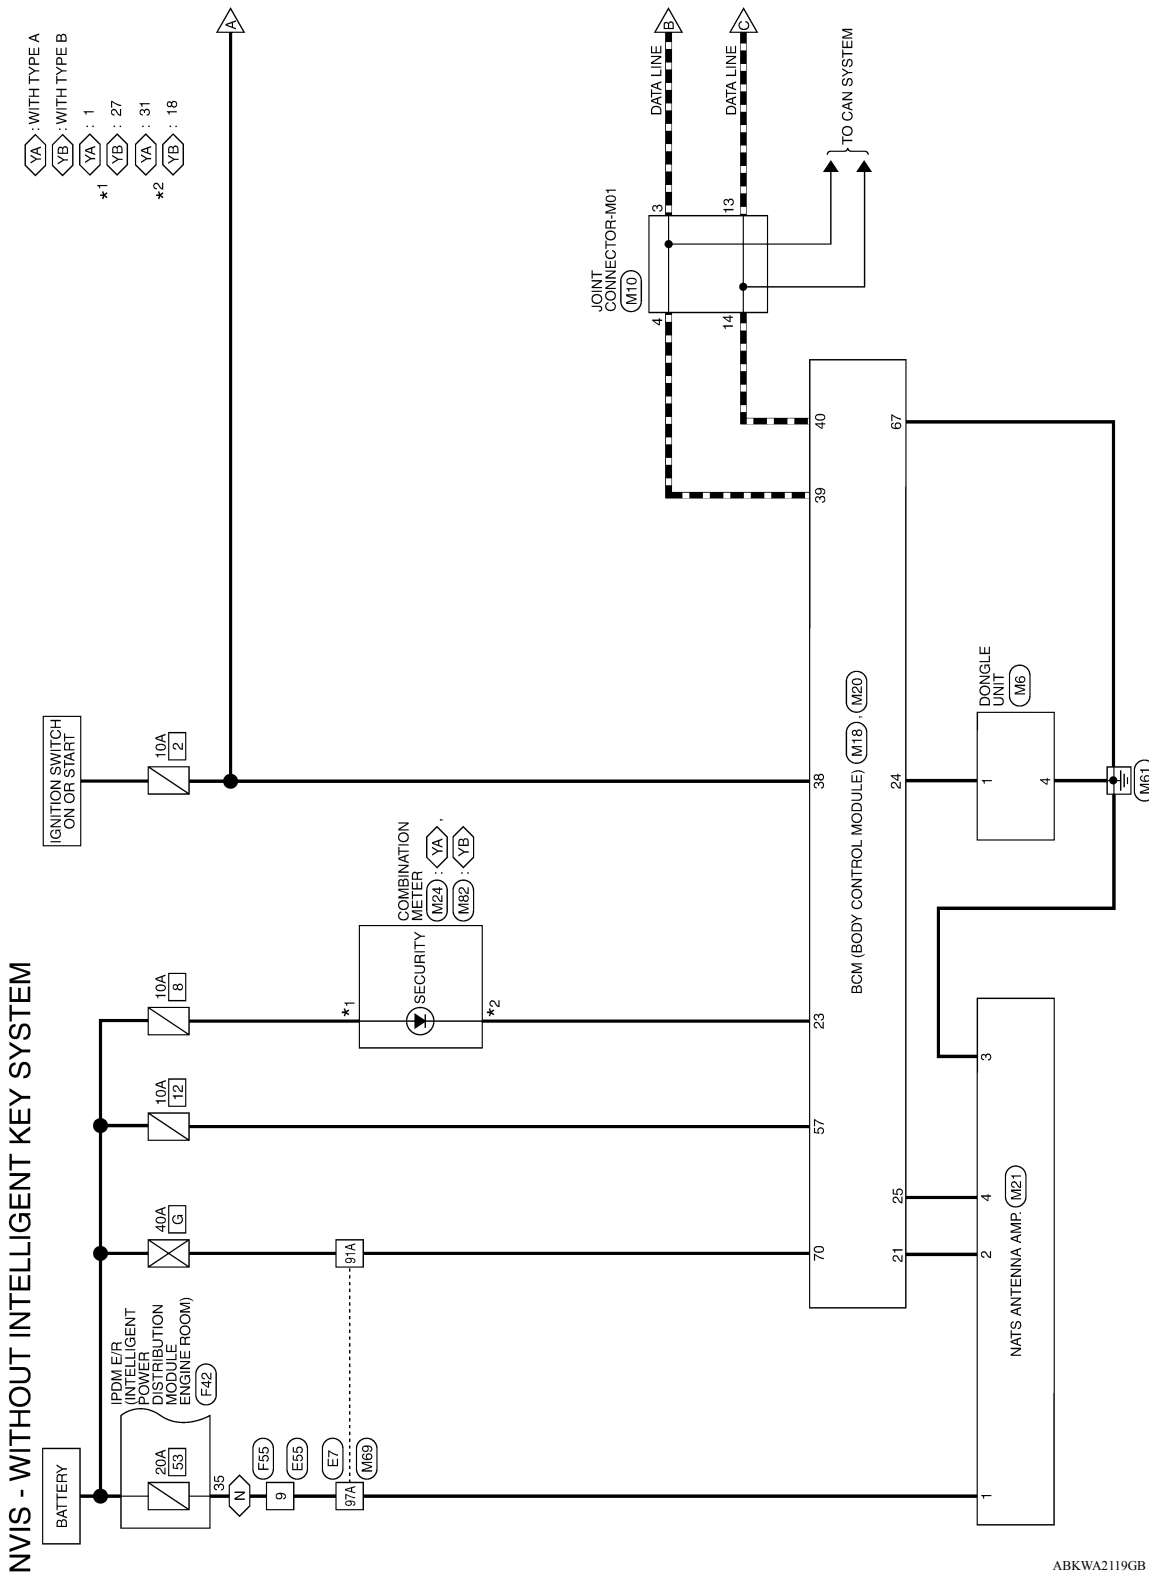 NVIS - WITHOUT INTELLIGENT KEY SYSTEM
BATTERY
IGNITION SWITCH
ON OR START
YA : WITH TYPE A
YB : WITH TYPE B
*1 YA : 1
YB : 27
*2 YA : 31
YB : 18
IPDM E/R
(INTELLIGENT
POWER
DISTRIBUTION
MODULE
ENGINE ROOM)
F42
20A
53
40A
G
10A
12
10A
8
10A
2
A
35
N
9
F55
E55
97A
E7
M69
91A
*1
SECURITY
*2
COMBINATION
METER
M24 : YA ,
M82 : YB
JOINT
CONNECTOR-M01
M10
4
3
14
13
DATA LINE
B
DATA LINE
C
TO CAN SYSTEM
70
57
23
38
39
40
BCM (BODY CONTROL MODULE) M18 , M20
21
25
24
67
1
2
4
3
NATS ANTENNA AMP. M21
1
4
DONGLE
UNIT
M6
M61
ABKWA2119GB